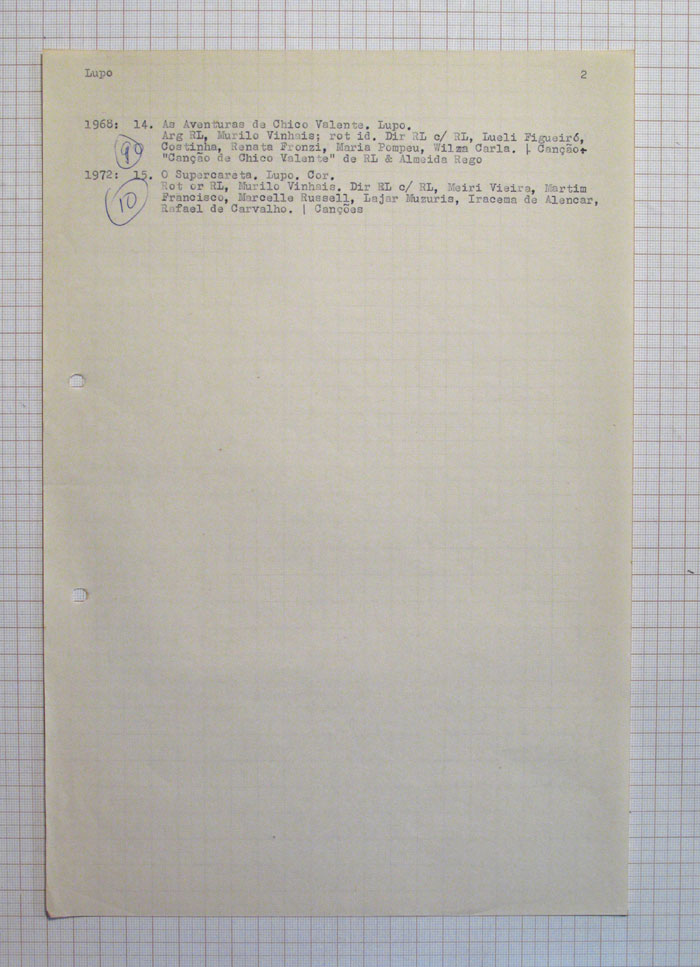 Lupo 2
1968: 14. As Aventuras de Chico Valente. Lupo.
Arg RL, Murilo Vinhais; rot id. Dir RL c/ RL, Lueli Figueiró,
99 Costinha, Renata Fronzi, Maria Pompeu, Wilma Carla. | Canção
"Canção de Chico Valente" de RL & Almeida Rego
1972: 15. O Supercareta. Lupo. Cor.
10 Rot or RL, Murilo Vinhais. Dir RL c/ RL, Meiri Vieira, Martim
Francisco, Marcelle Russell, Lajar Muzuris, Iracema de Alencar,
Rafael de Carvalho. | Canções